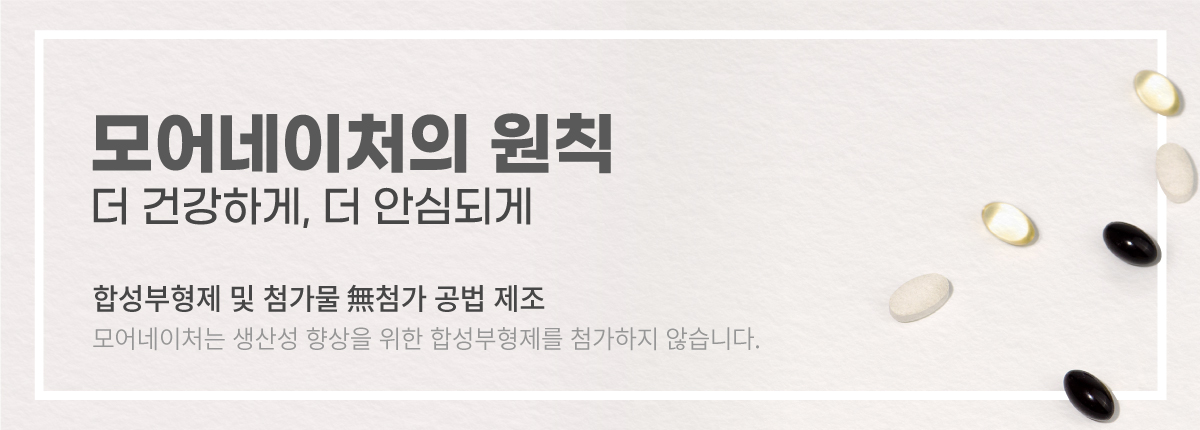 모어네이처의 원칙
더 건강하게, 더 안심되게
합성부형제 및 첨가물 無첨가 공법 제조
모어네이처는 생산성 향상을 위한 합성부형제를 첨가하지 않습니다.